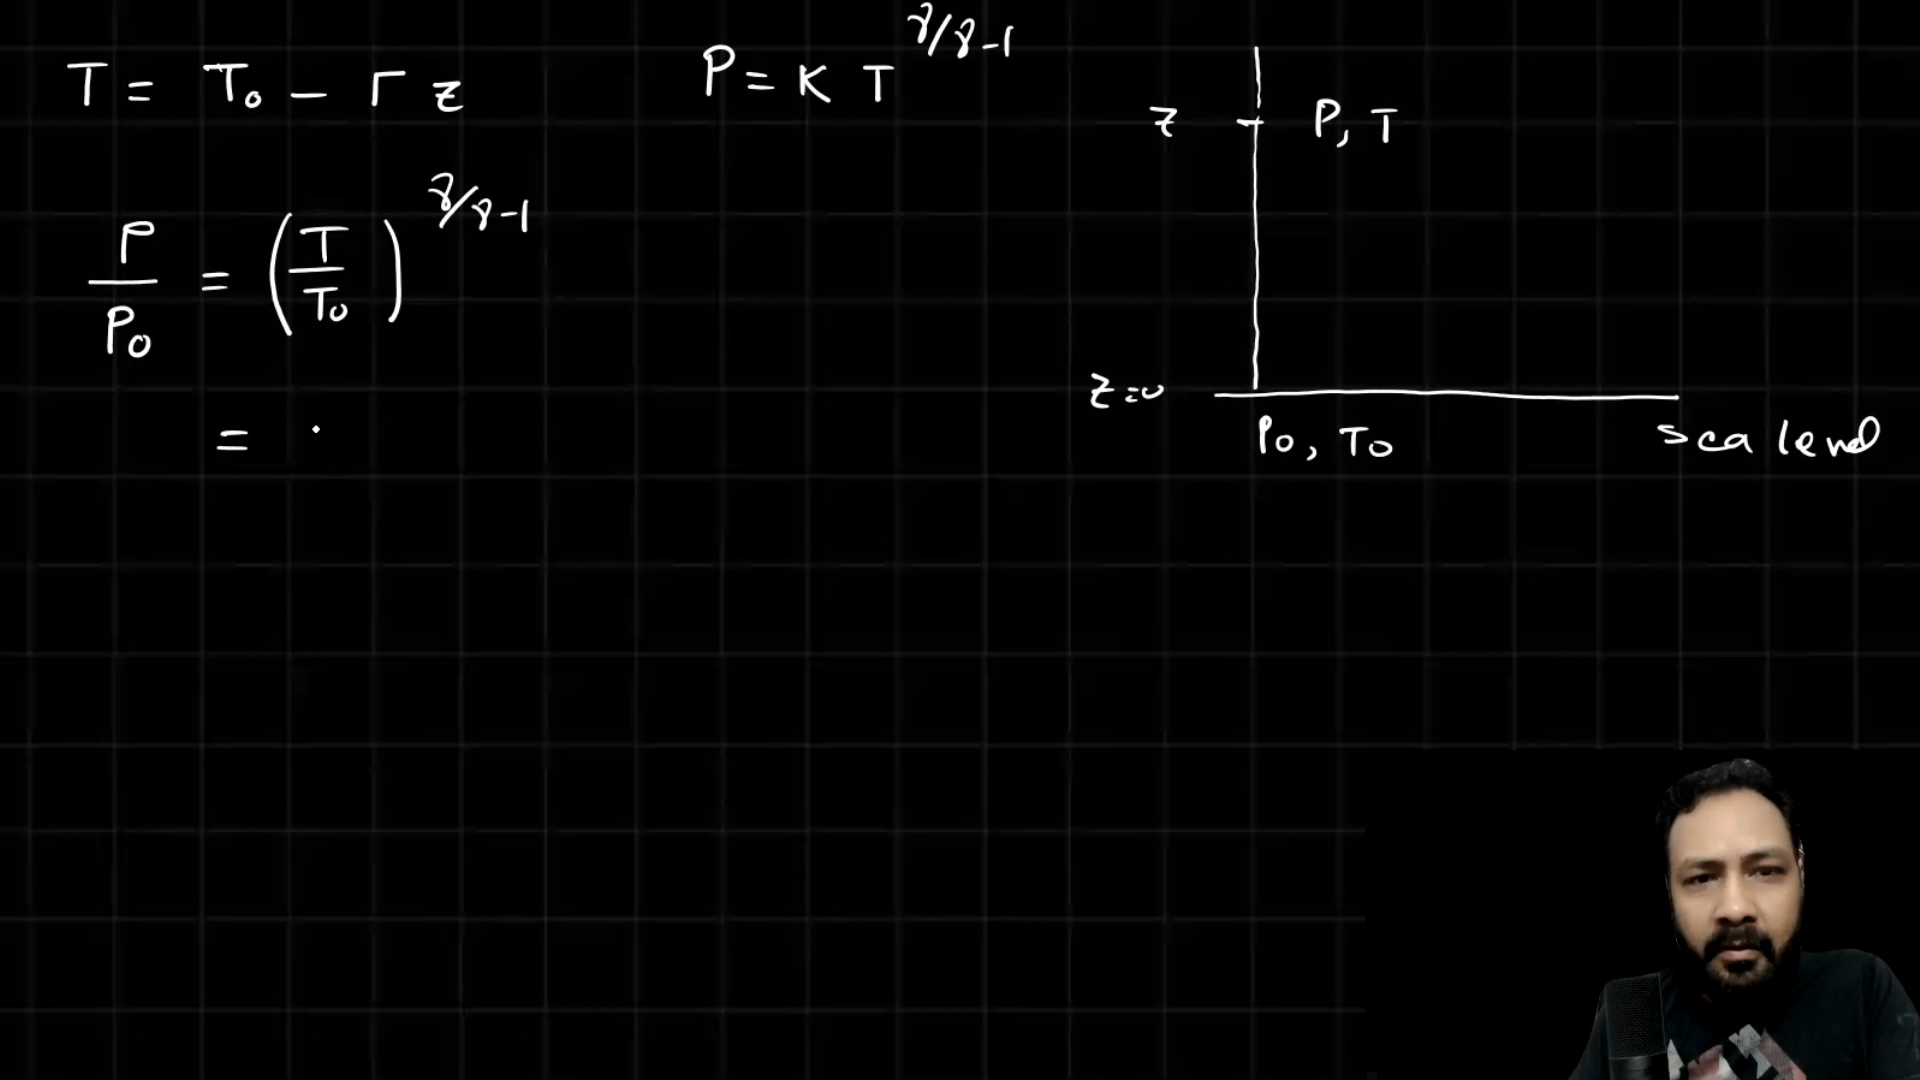 T = T₀ − Γ z
P = K T^(γ/γ-1)
P/P₀ = (T/T₀)^(γ/γ-1)
= .
z P, T
z=0
P₀, T₀
sea level